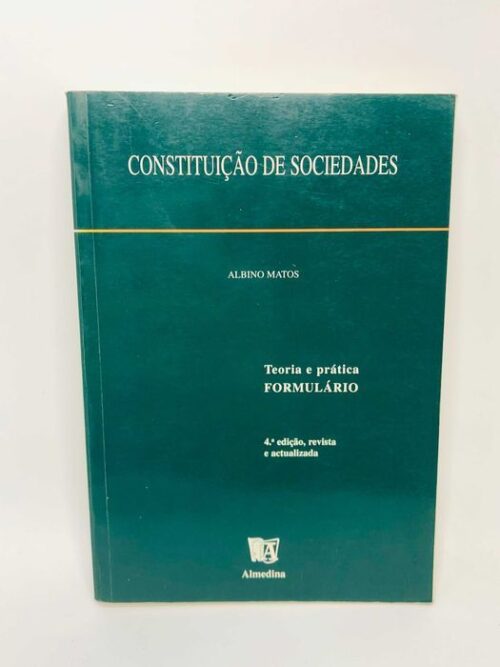 CONSTITUIÇÃO DE SOCIEDADES
ALBINO MATOS
Teoria e prática
FORMULÁRIO
4.ª edição, revista
e actualizada
Almedina